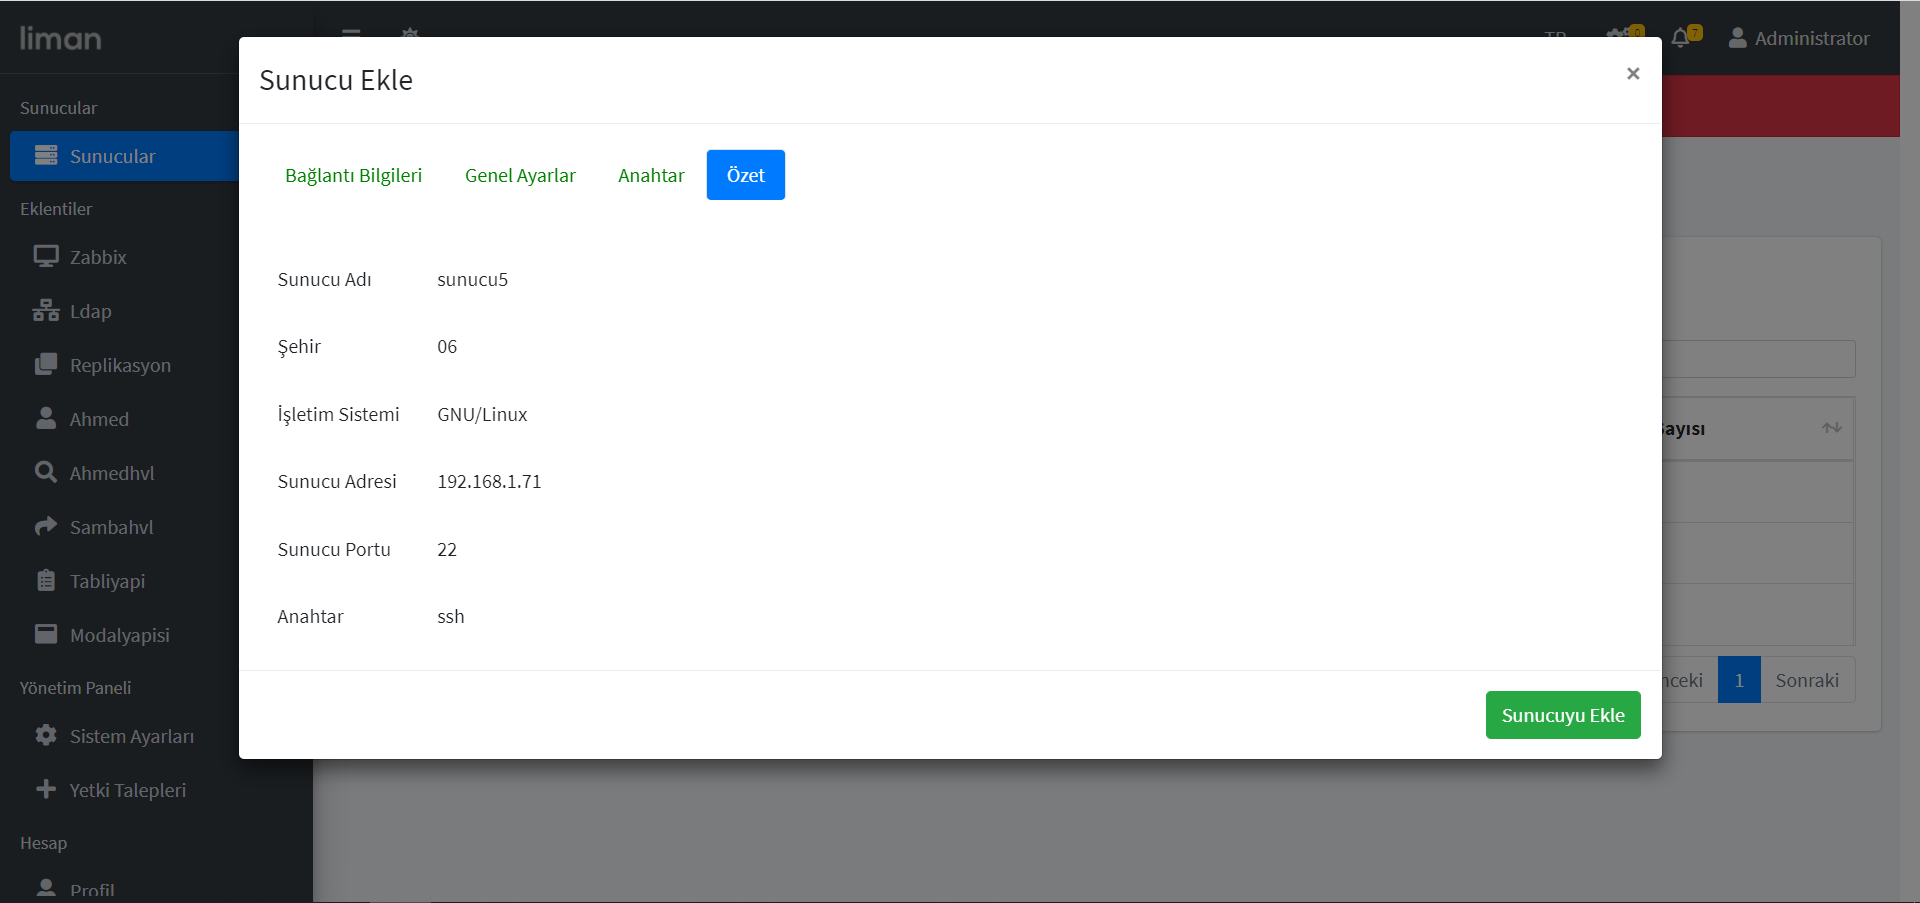 liman
TR
0
7
Administrator
Sunucu Ekle
×
Sunucular
Sunucular
Eklentiler
Zabbix
Ldap
Replikasyon
Ahmed
Ahmedhvl
Sambahvl
Tabliyapi
Modalyapisi
Yönetim Paneli
Sistem Ayarları
Yetki Talepleri
Hesap
Profil
Bağlantı Bilgileri
Genel Ayarlar
Anahtar
Özet
Sunucu Adı sunucu5
Şehir 06
İşletim Sistemi GNU/Linux
Sunucu Adresi 192.168.1.71
Sunucu Portu 22
Anahtar ssh
Sunucuyu Ekle
ayısı
nceki 1 Sonraki